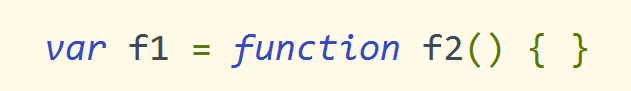 var f1 = function f2() { }